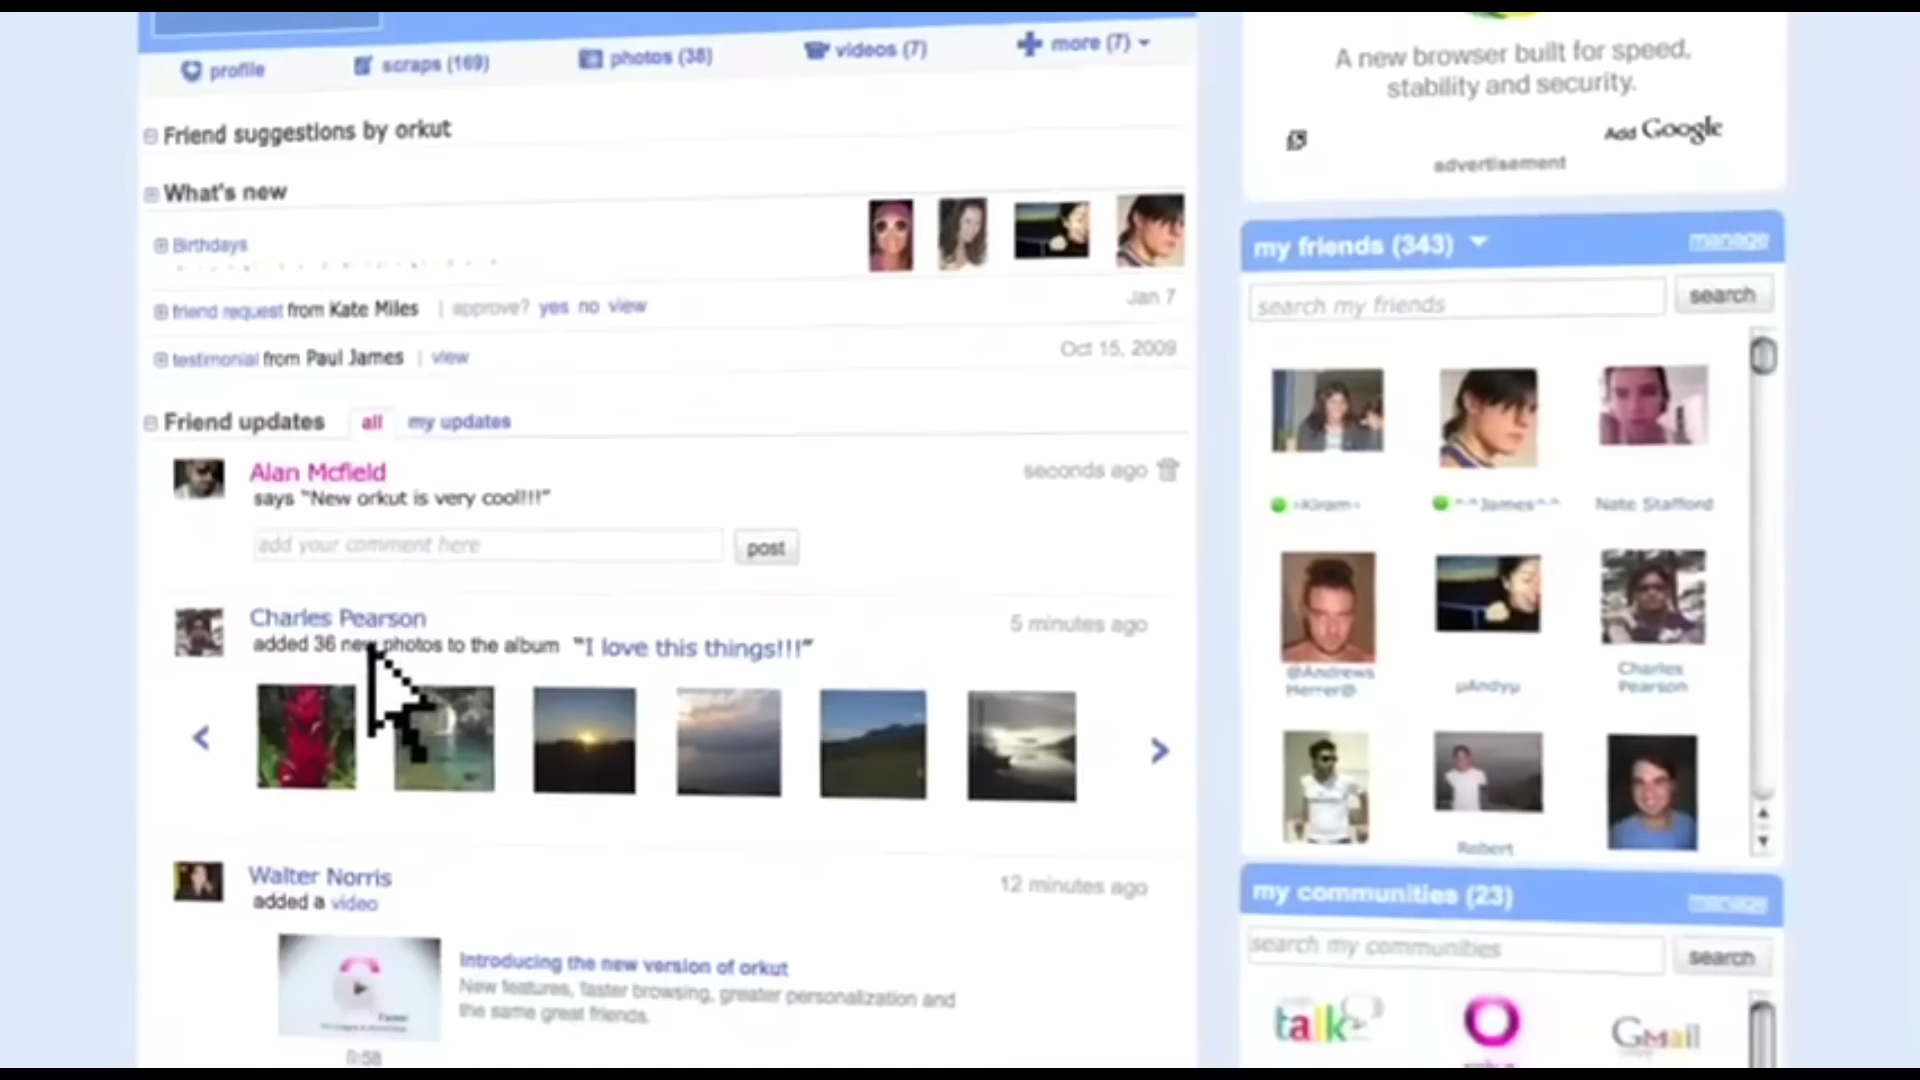 profile
scraps (169)
photos (38)
videos (7)
more (7)
Friend suggestions by orkut
What's new
Birthdays
friend request from Kate Miles | approve? yes no view
Jan 7
testimonial from Paul James | view
Oct 15, 2009
Friend updates all my updates
Alan Mcfield
seconds ago
says “New orkut is very cool!!!”
add your comment here
post
Charles Pearson
5 minutes ago
added 36 new photos to the album “I love this things!!!”
Walter Norris
12 minutes ago
added a video
Introducing the new version of orkut
New features, faster browsing, greater personalization and
the same great friends.
0:58
A new browser built for speed,
stability and security.
Add Google
advertisement
my friends (343)
manage
search my friends
search
Nate Stafford
@Andrews
Herrer@
µAndyµ
Charles
Pearson
Robert
my communities (23)
manage
search my communities
search
talk
GMail